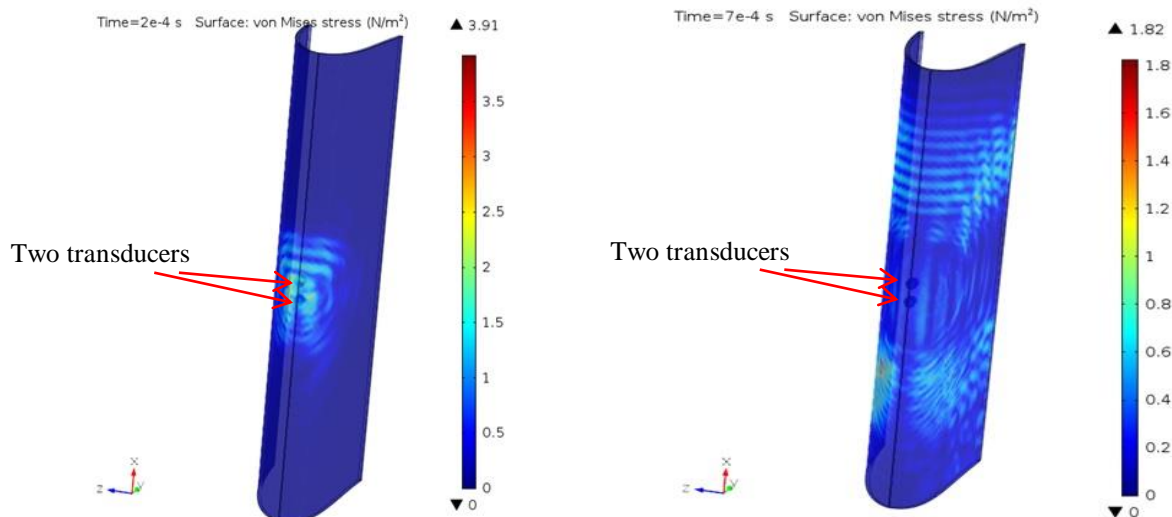 Time=2e-4 s Surface: von Mises stress (N/m²)
▲ 3.91
3.5
3
2.5
2
1.5
1
0.5
0
▼ 0
Two transducers
x
y
z
Time=7e-4 s Surface: von Mises stress (N/m²)
▲ 1.82
1.8
1.6
1.4
1.2
1
0.8
0.6
0.4
0.2
0
▼ 0
Two transducers
x
y
z